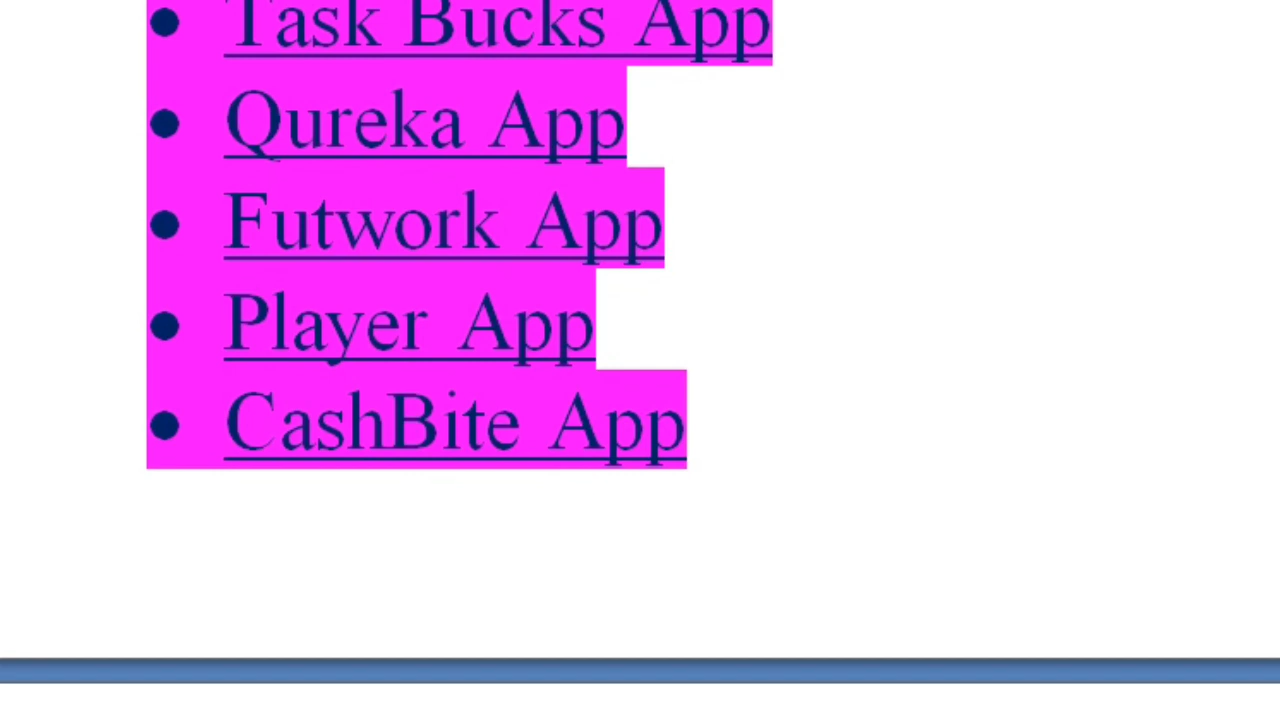 • Task Bucks App
• Qureka App
• Futwork App
• Player App
• CashBite App